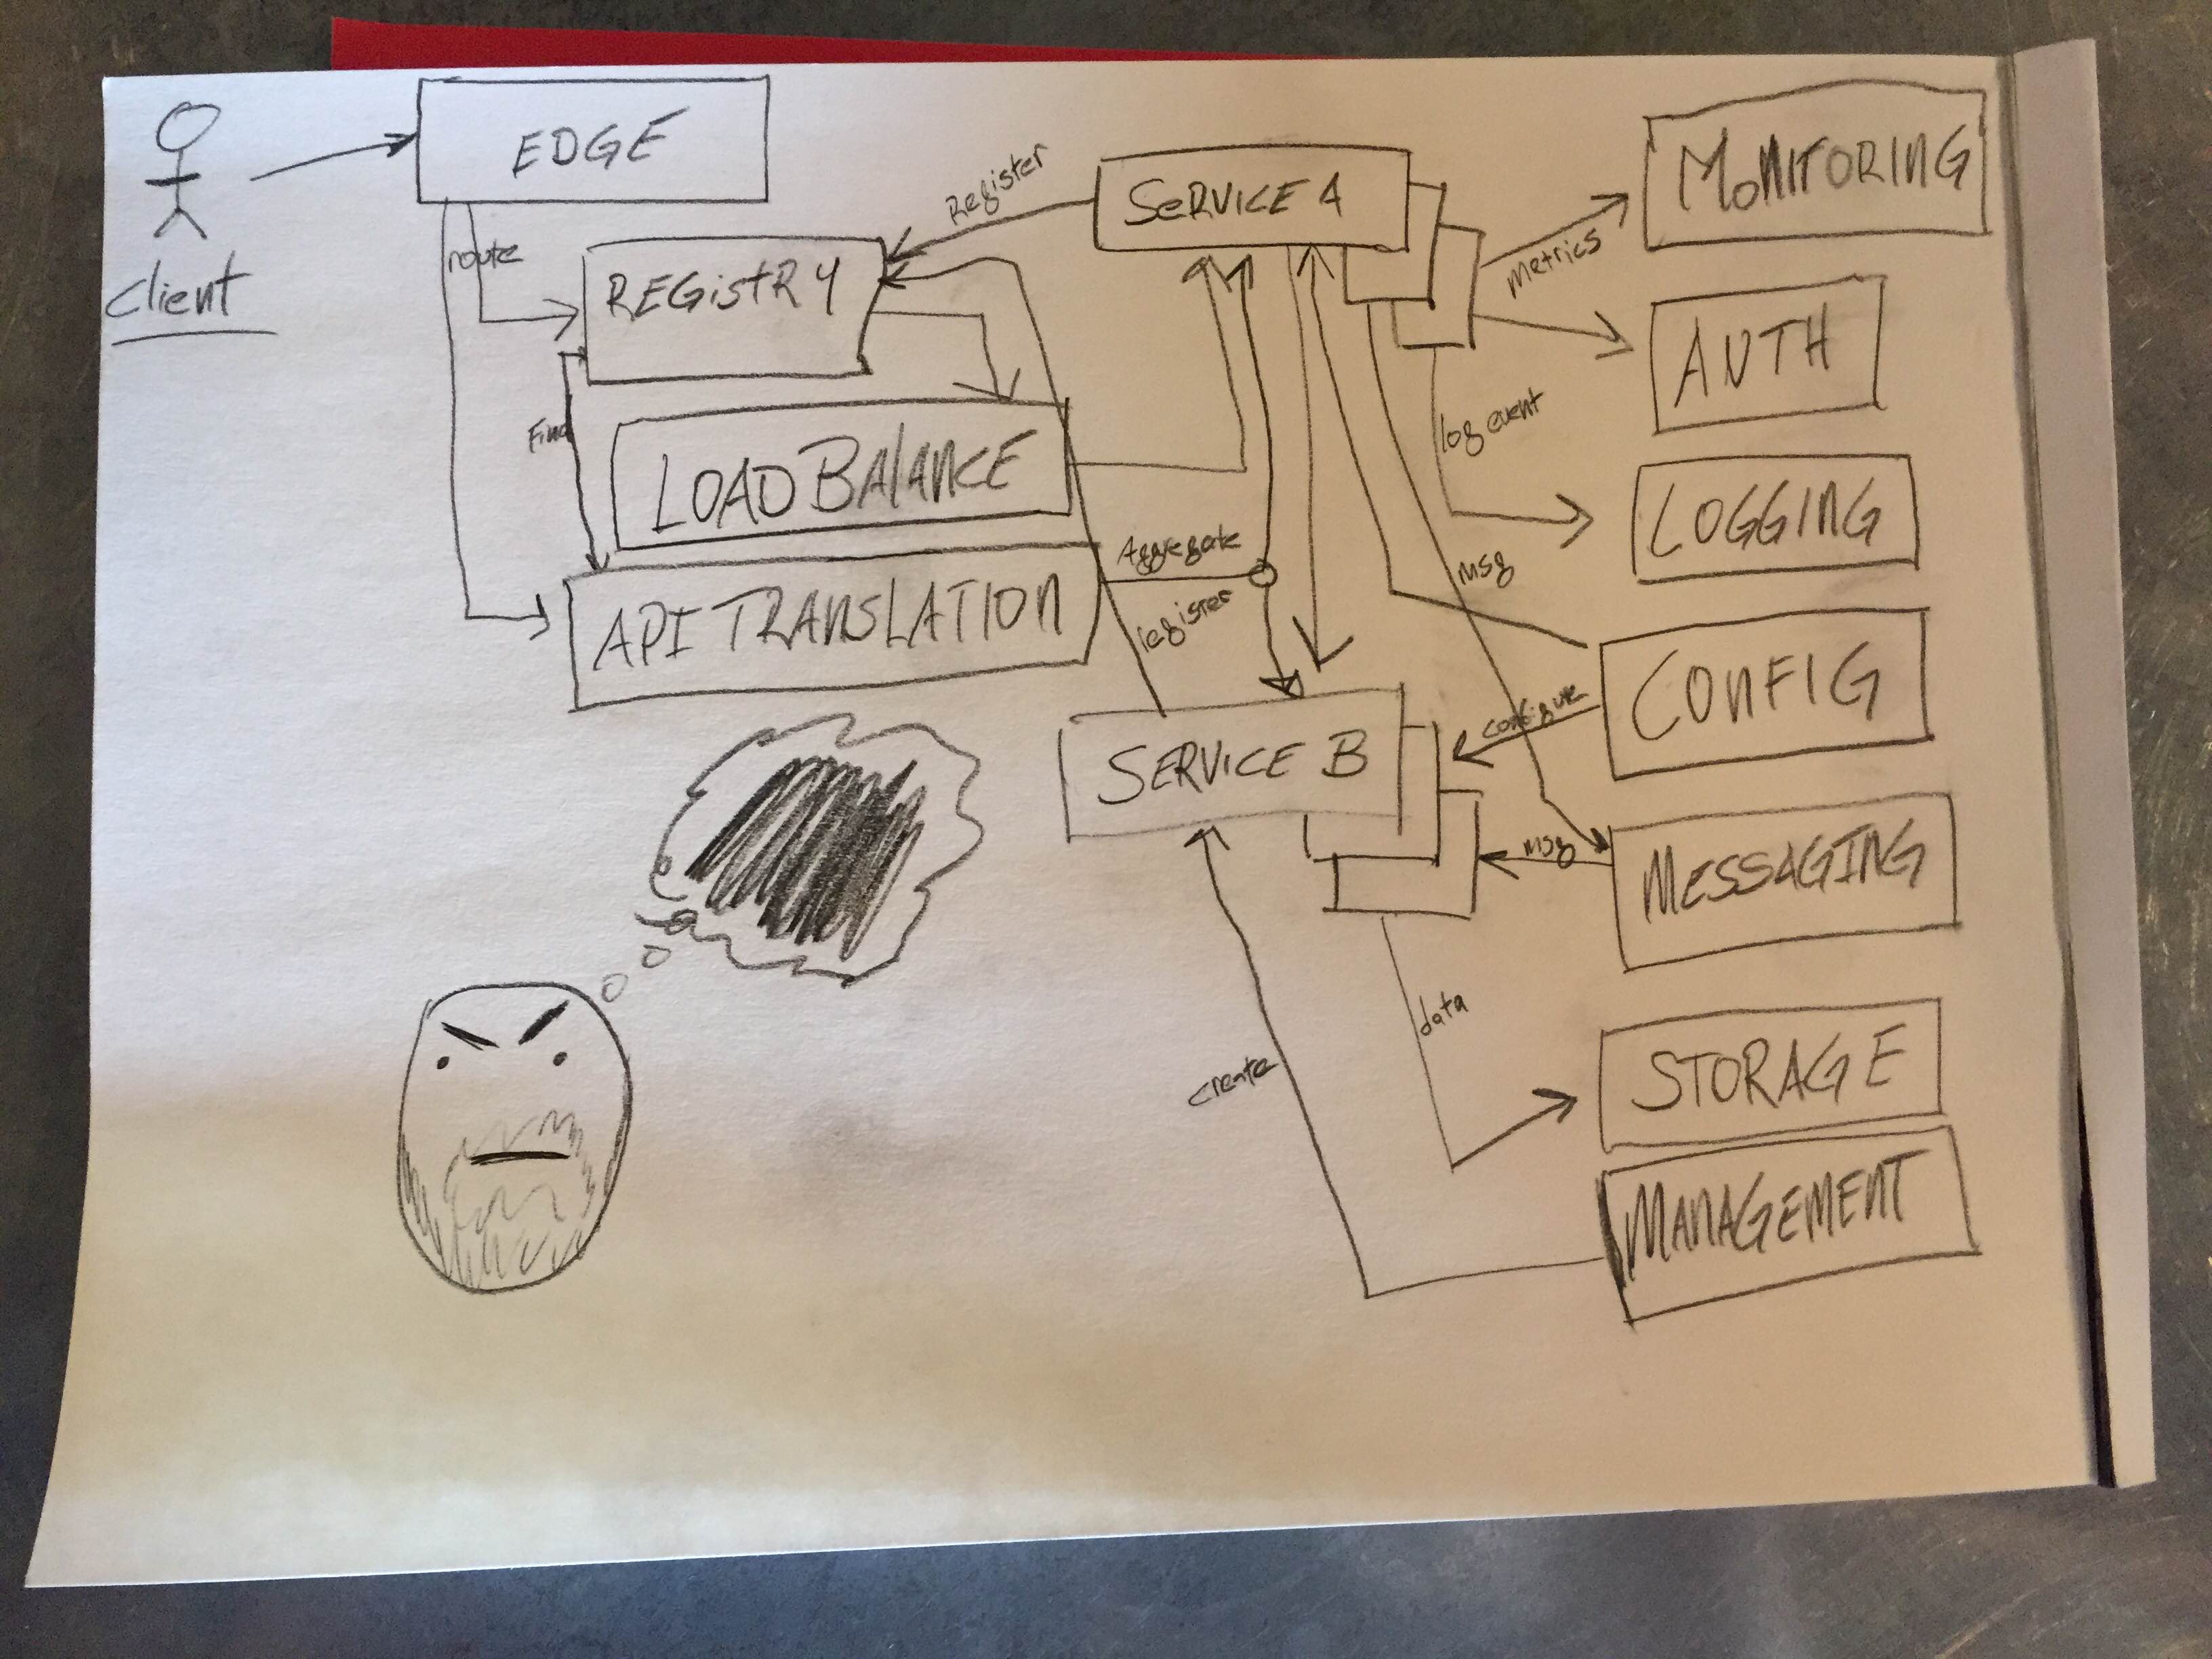 Client
EDGE
route
REGISTRY
Find
LOAD BALANCE
API TRANSLATION
Register
SERVICE A
Aggregate
register
SERVICE B
Metrics
log event
msg
configure
msg
data
create
MONITORING
AUTH
LOGGING
CONFIG
MESSAGING
STORAGE
MANAGEMENT